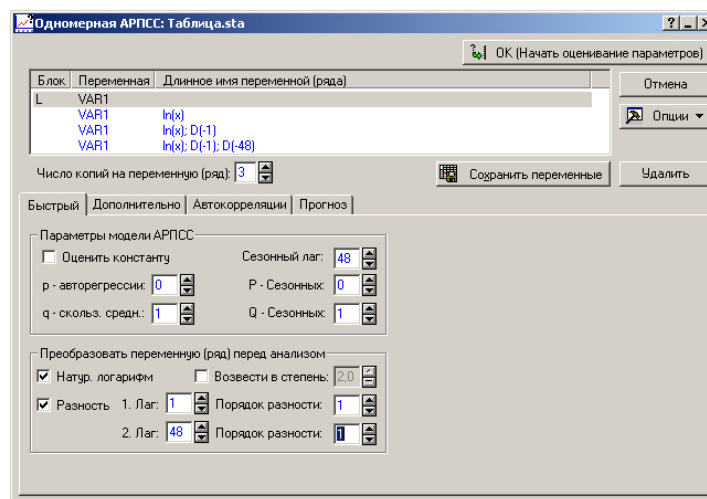 Одномерная АРПСС: Таблица.sta
OK (Начать оценивание параметров)
Блок Переменная Длинное имя переменной (ряда)
L VAR1
VAR1 ln(x)
VAR1 ln(x); D(-1)
VAR1 ln(x); D(-1); D(-48)
Отмена
Опции
Число копий на переменную (ряд): 3
Сохранить переменные
Удалить
Быстрый Дополнительно Автокорреляции Прогноз
Параметры модели АРПСС
Оценить константу Сезонный лаг: 48
p - авторегрессии: 0 P - Сезонных: 0
q - скольз. средн.: 1 Q - Сезонных: 1
Преобразовать переменную (ряд) перед анализом
Натур. логарифм Возвести в степень: 2,0
Разность 1. Лаг: 1 Порядок разности: 1
2. Лаг: 48 Порядок разности: 1